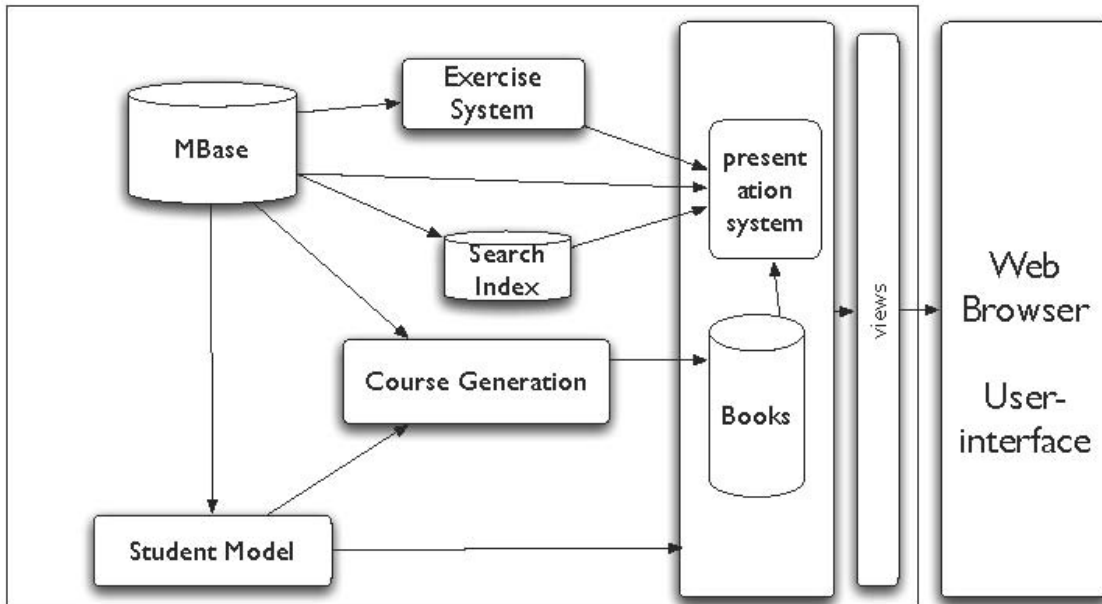 Exercise
System
MBase
present
ation
system
Search
Index
views
Web
Browser
User-
interface
Course Generation
Books
Student Model